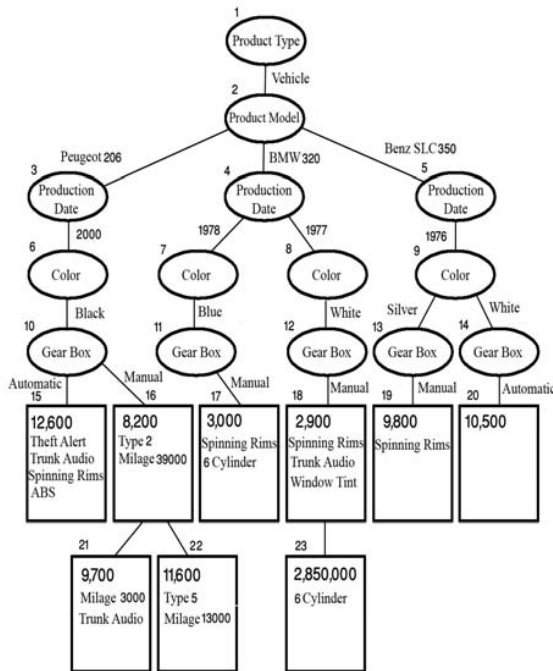 1
Product Type
Vehicle
2
Product Model
Peugeot 206
BMW 320
Benz SLC 350
3
4
5
Production
Date
Production
Date
Production
Date
2000
1978
1977
1976
6
7
8
9
Color
Color
Color
Color
Black
Blue
White
Silver
White
10
11
12
13
14
Gear Box
Gear Box
Gear Box
Gear Box
Gear Box
Automatic
Manual
Manual
Manual
Manual
Automatic
15
16
17
18
19
20
12,600
Theft Alert
Trunk Audio
Spinning Rims
ABS
8,200
Type 2
Milage 39000
3,000
Spinning Rims
6 Cylinder
2,900
Spinning Rims
Trunk Audio
Window Tint
9,800
Spinning Rims
10,500
21
22
23
9,700
Milage 3000
Trunk Audio
11,600
Type 5
Milage 13000
2,850,000
6 Cylinder